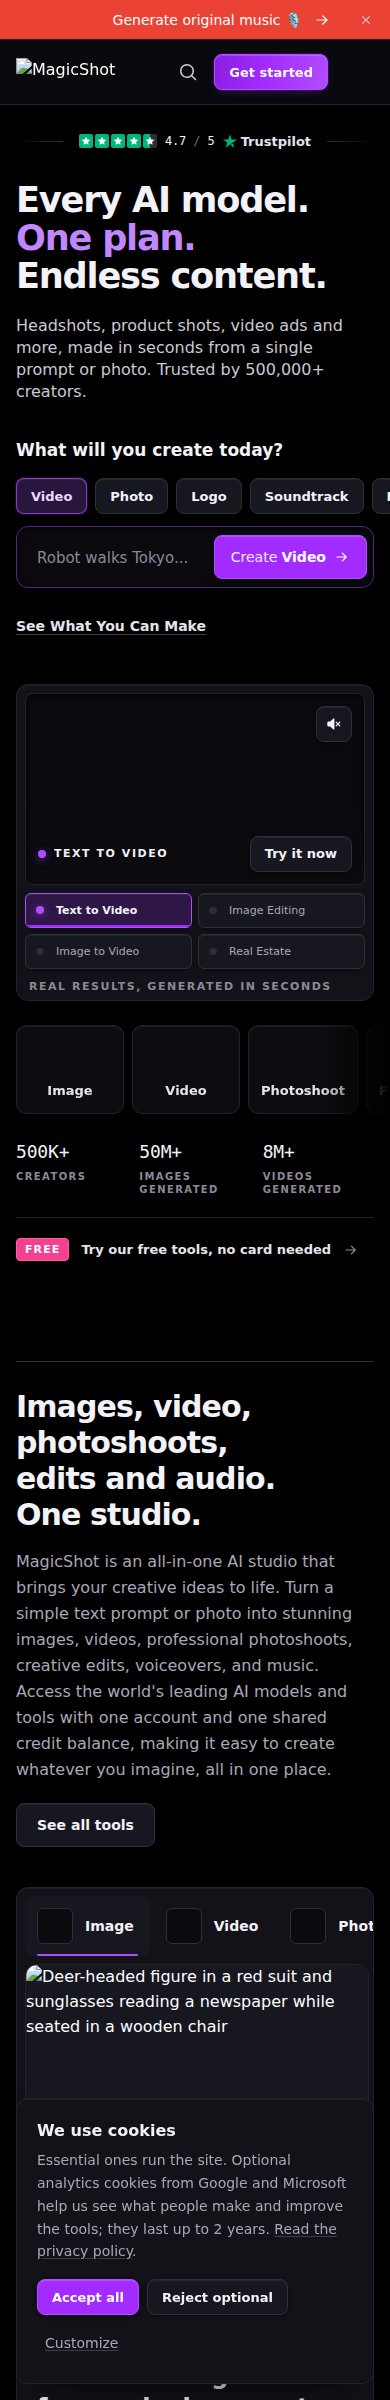 Generate original music 🎙️ →
MagicShot
Get started
4.7 / 5 Trustpilot
Every AI model.
One plan.
Endless content.
Headshots, product shots, video ads and
more, made in seconds from a single
prompt or photo. Trusted by 500,000+
creators.
What will you create today?
Video Photo Logo Soundtrack
Robot walks Tokyo... Create Video →
See What You Can Make
TEXT TO VIDEO Try it now
Text to Video Image Editing
Image to Video Real Estate
REAL RESULTS, GENERATED IN SECONDS
Image Video Photoshoot
500K+ 50M+ 8M+
CREATORS IMAGES VIDEOS
GENERATED GENERATED
FREE Try our free tools, no card needed →
Images, video,
photoshoots,
edits and audio.
One studio.
MagicShot is an all-in-one AI studio that
brings your creative ideas to life. Turn a
simple text prompt or photo into stunning
images, videos, professional photoshoots,
creative edits, voiceovers, and music.
Access the world's leading AI models and
tools with one account and one shared
credit balance, making it easy to create
whatever you imagine, all in one place.
See all tools
Image Video Phot
Deer-headed figure in a red suit and
sunglasses reading a newspaper while
seated in a wooden chair
We use cookies
Essential ones run the site. Optional
analytics cookies from Google and Microsoft
help us see what people make and improve
the tools; they last up to 2 years. Read the
privacy policy.
Accept all Reject optional
Customize